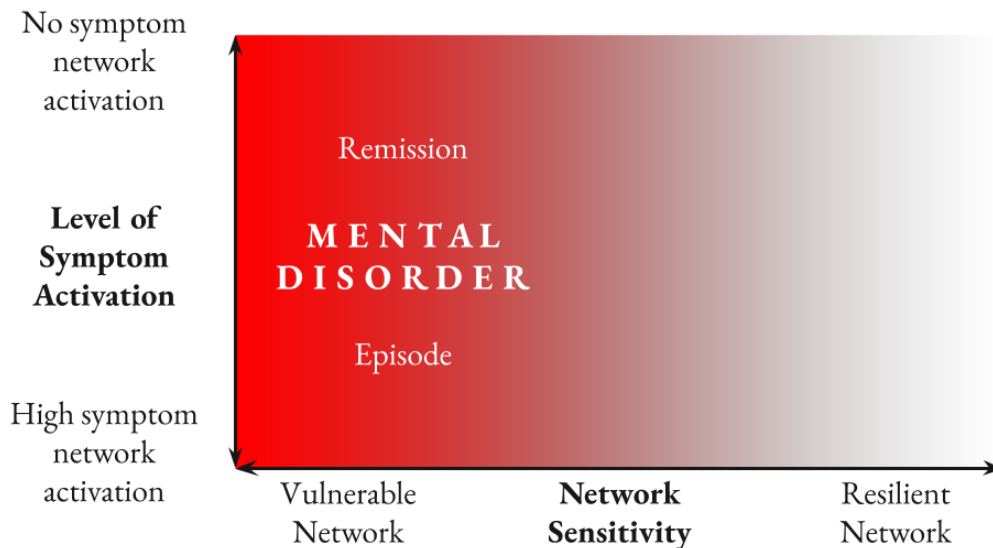 No symptom
network
activation
Remission
Level of
Symptom
Activation
MENTAL
DISORDER
Episode
High symptom
network
activation
Vulnerable
Network
Network
Sensitivity
Resilient
Network